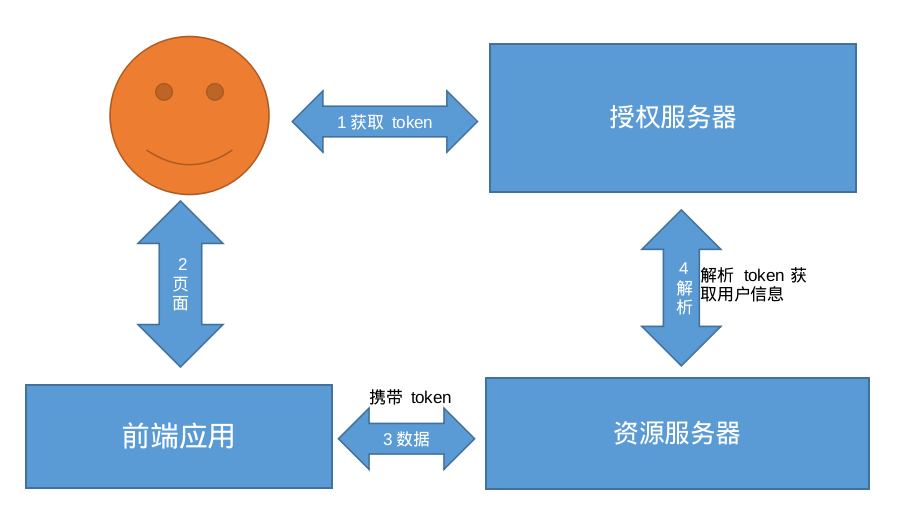 1 获取 token
授权服务器
2
页
面
4
解
析
解析 token 获
取用户信息
前端应用
携带 token
3 数据
资源服务器